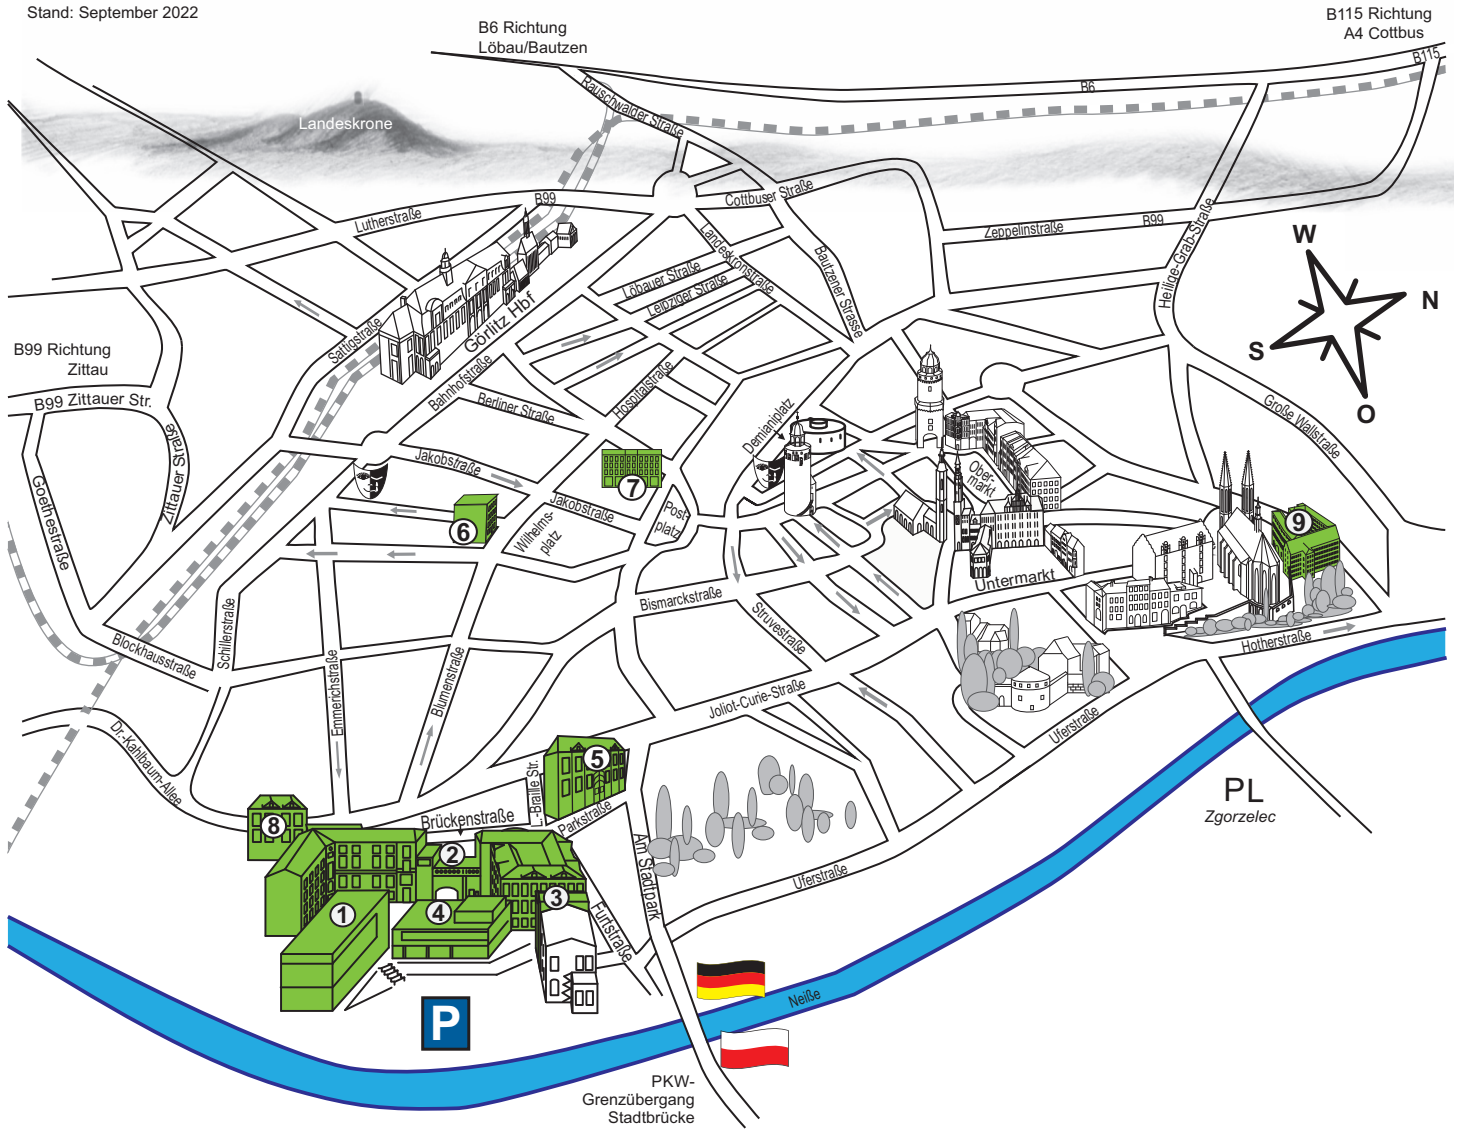 Stand: September 2022
B6 Richtung
Löbau/Bautzen
B115 Richtung
A4 Cottbus
B115
B6
Rauschwalder Straße
Landeskrone
Lutherstraße
B99
Cottbuser Straße
Zeppelinstraße
B99
Heilige-Grab-Straße
W
N
S
O
Landeskronstraße
Bautzener Strasse
Löbauer Straße
Leipziger Straße
Görlitz Hbf
Sattigstraße
Bahnhofstraße
Berliner Straße
Hospitalstraße
B99 Richtung
Zittau
B99 Zittauer Str.
Zittauer Straße
Goethestraße
Große Wallstraße
Demianiplatz
Ober-
markt
Jakobstraße
Jakobstraße
Wilhelms-
platz
Post-
platz
6
7
9
Untermarkt
Bismarckstraße
Struvestraße
Hotherstraße
Blockhausstraße
Schillerstraße
Emmerichstraße
Blumenstraße
Joliot-Curie-Straße
Uferstraße
Dr.-Kahlbaum-Allee
5
L.-Braille Str.
Parkstraße
Brückenstraße
8
2
1
4
3
Am Stadtpark
Furtstraße
Uferstraße
PL
Zgorzelec
Neiße
P
PKW-
Grenzübergang
Stadtbrücke